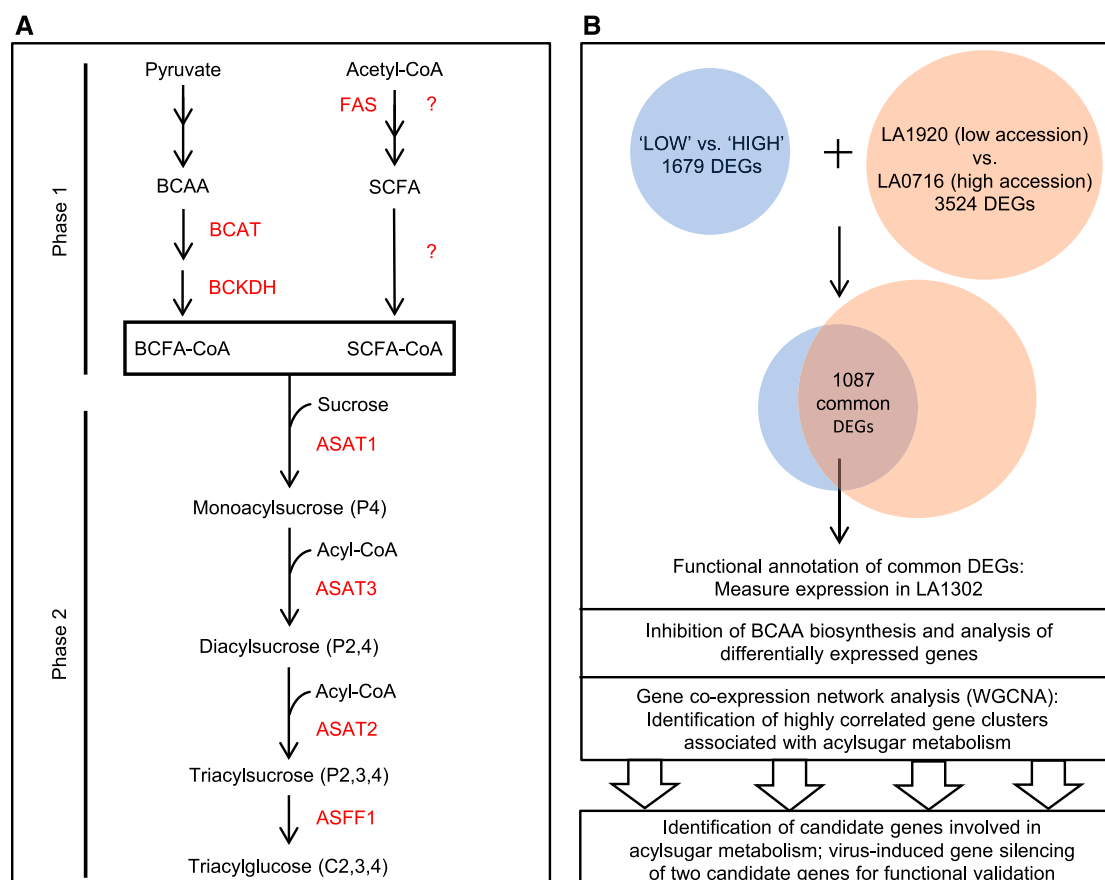 A
Phase 1
Pyruvate
Acetyl-CoA
FAS
?
BCAA
SCFA
BCAT
?
BCKDH
BCFA-CoA
SCFA-CoA
Phase 2
Sucrose
ASAT1
Monoacylsucrose (P4)
Acyl-CoA
ASAT3
Diacylsucrose (P2,4)
Acyl-CoA
ASAT2
Triacylsucrose (P2,3,4)
ASFF1
Triacylglucose (C2,3,4)
B
'LOW' vs. 'HIGH'
1679 DEGs
+
LA1920 (low accession)
vs.
LA0716 (high accession)
3524 DEGs
1087
common
DEGs
Functional annotation of common DEGs:
Measure expression in LA1302
Inhibition of BCAA biosynthesis and analysis of
differentially expressed genes
Gene co-expression network analysis (WGCNA):
Identification of highly correlated gene clusters
associated with acylsugar metabolism
Identification of candidate genes involved in
acylsugar metabolism; virus-induced gene silencing
of two candidate genes for functional validation